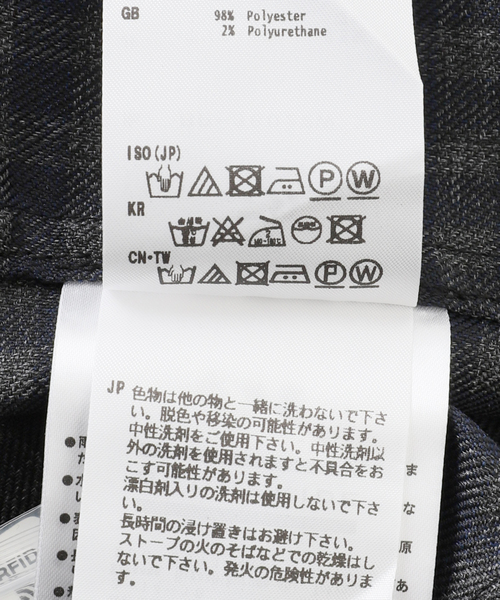 GB 98% Polyester
2% Polyurethane
ISO(JP)
P W
KR
CN・TW
P W
JP 色物は他の物と一緒に洗わないで下さ
い。脱色や移染の可能性があります。
中性洗剤をご使用下さい。中性洗剤以
外の洗剤を使用されますと不具合をお
こす可能性があります。
漂白剤入りの洗剤は使用しないで下さ
い。
長時間の浸け置きはお避け下さい。
ストーブの火のそばなどでの乾燥はし
ないで下さい。発火の危険性がありま
す。
ま
な
原
あ
RFID